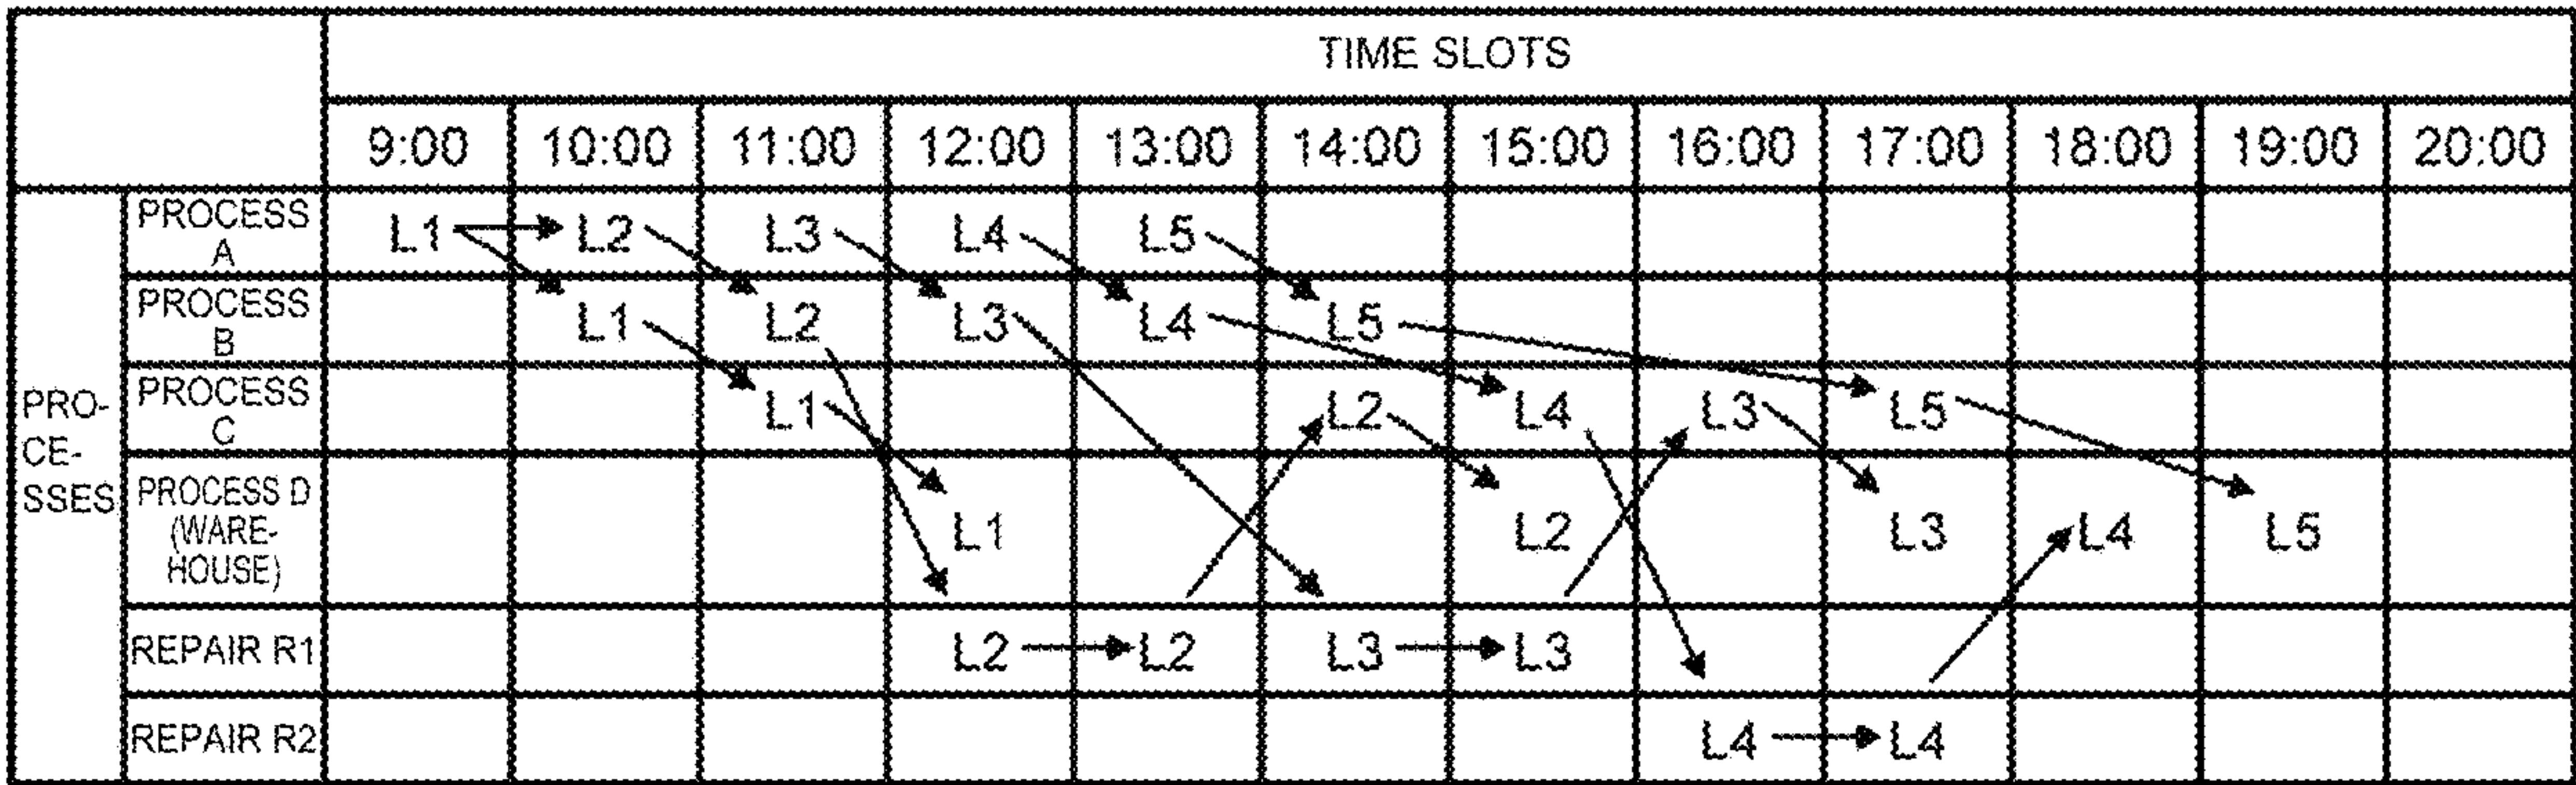 TIME SLOTS
9:00 10:00 11:00 12:00 13:00 14:00 15:00 16:00 17:00 18:00 19:00 20:00
PRO-
CE-
SSES
PROCESS
A
L1 L2 L3 L4 L5
PROCESS
B
L1 L2 L3 L4 L5
PROCESS
C
L1 L2 L4 L3 L5
PROCESS D
(WARE-
HOUSE)
L1 L2 L3 L4 L5
REPAIR R1
L2 L2 L3 L3
REPAIR R2
L4 L4